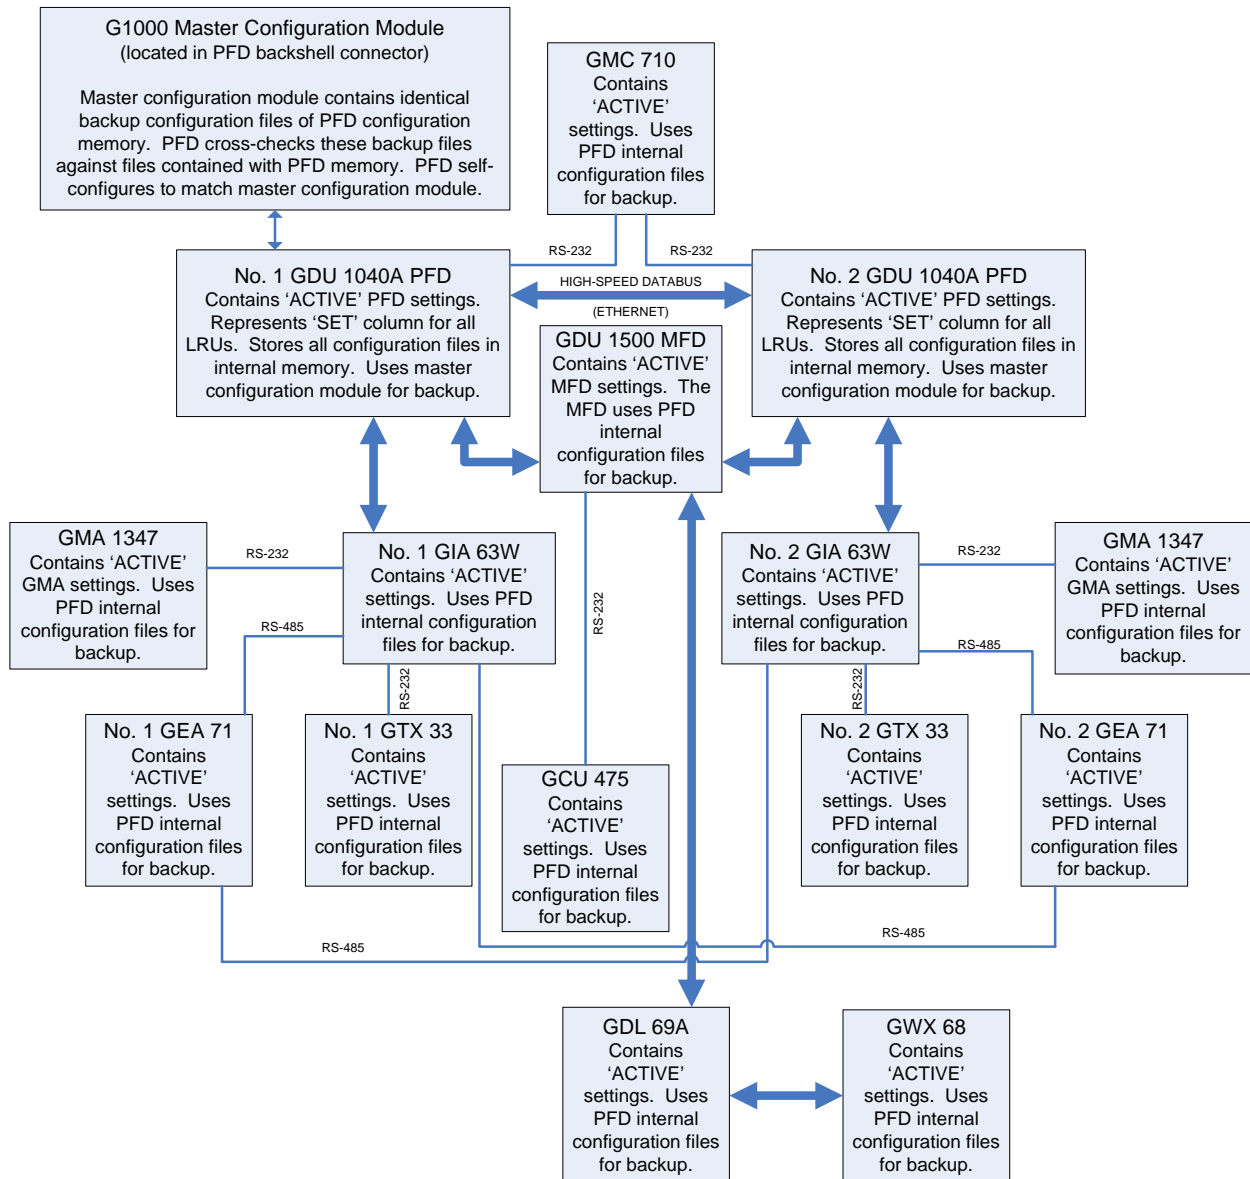 G1000 Master Configuration Module
(located in PFD backshell connector)
Master configuration module contains identical
backup configuration files of PFD configuration
memory. PFD cross-checks these backup files
against files contained with PFD memory. PFD self-
configures to match master configuration module.
GMC 710
Contains
‘ACTIVE’
settings. Uses
PFD internal
configuration files
for backup.
RS-232
RS-232
No. 1 GDU 1040A PFD
Contains ‘ACTIVE’ PFD settings.
Represents ‘SET’ column for all
LRUs. Stores all configuration files in
internal memory. Uses master
configuration module for backup.
HIGH-SPEED DATABUS
(ETHERNET)
No. 2 GDU 1040A PFD
Contains ‘ACTIVE’ PFD settings.
Represents ‘SET’ column for all
LRUs. Stores all configuration files in
internal memory. Uses master
configuration module for backup.
GDU 1500 MFD
Contains ‘ACTIVE’
MFD settings. The
MFD uses PFD
internal
configuration files
for backup.
GMA 1347
Contains ‘ACTIVE’
GMA settings. Uses
PFD internal
configuration files for
backup.
RS-232
RS-485
No. 1 GIA 63W
Contains ‘ACTIVE’
settings. Uses PFD
internal configuration
files for backup.
RS-232
RS-232
No. 2 GIA 63W
Contains ‘ACTIVE’
settings. Uses PFD
internal configuration
files for backup.
RS-232
RS-232
RS-485
GMA 1347
Contains ‘ACTIVE’
GMA settings. Uses
PFD internal
configuration files for
backup.
No. 1 GEA 71
Contains
‘ACTIVE’
settings. Uses
PFD internal
configuration files
for backup.
No. 1 GTX 33
Contains
‘ACTIVE’
settings. Uses
PFD internal
configuration files
for backup.
GCU 475
Contains
‘ACTIVE’
settings. Uses
PFD internal
configuration files
for backup.
No. 2 GTX 33
Contains
‘ACTIVE’
settings. Uses
PFD internal
configuration files
for backup.
No. 2 GEA 71
Contains
‘ACTIVE’
settings. Uses
PFD internal
configuration files
for backup.
RS-485
RS-485
GDL 69A
Contains
‘ACTIVE’
settings. Uses
PFD internal
configuration files
for backup.
GWX 68
Contains
‘ACTIVE’
settings. Uses
PFD internal
configuration files
for backup.